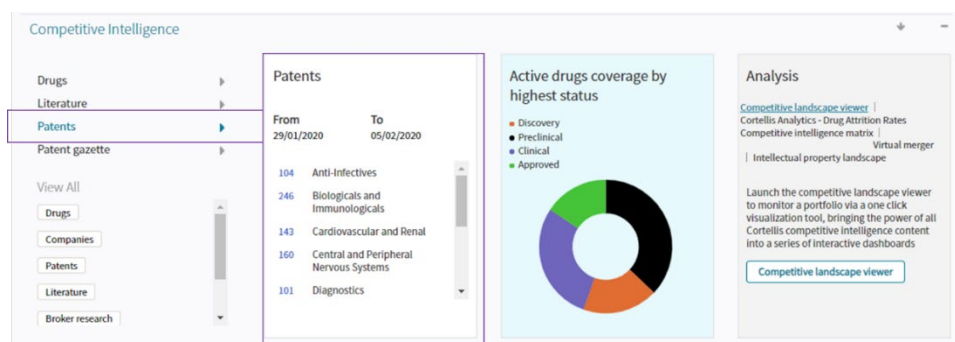 Competitive Intelligence
Drugs
Literature
Patents
Patent gazette
View All
Drugs
Companies
Patents
Literature
Broker research
Patents
From To
29/01/2020 05/02/2020
104 Anti-Infectives
246 Biologicals and
Immunologicals
143 Cardiovascular and Renal
160 Central and Peripheral
Nervous Systems
101 Diagnostics
Active drugs coverage by
highest status
Discovery
Preclinical
Clinical
Approved
Analysis
Competitive landscape viewer |
Cortellis Analytics - Drug Attrition Rates
Competitive intelligence matrix |
Virtual merger
| Intellectual property landscape
Launch the competitive landscape viewer
to monitor a portfolio via a one click
visualization tool, bringing the power of all
Cortellis competitive intelligence content
into a series of interactive dashboards
Competitive landscape viewer